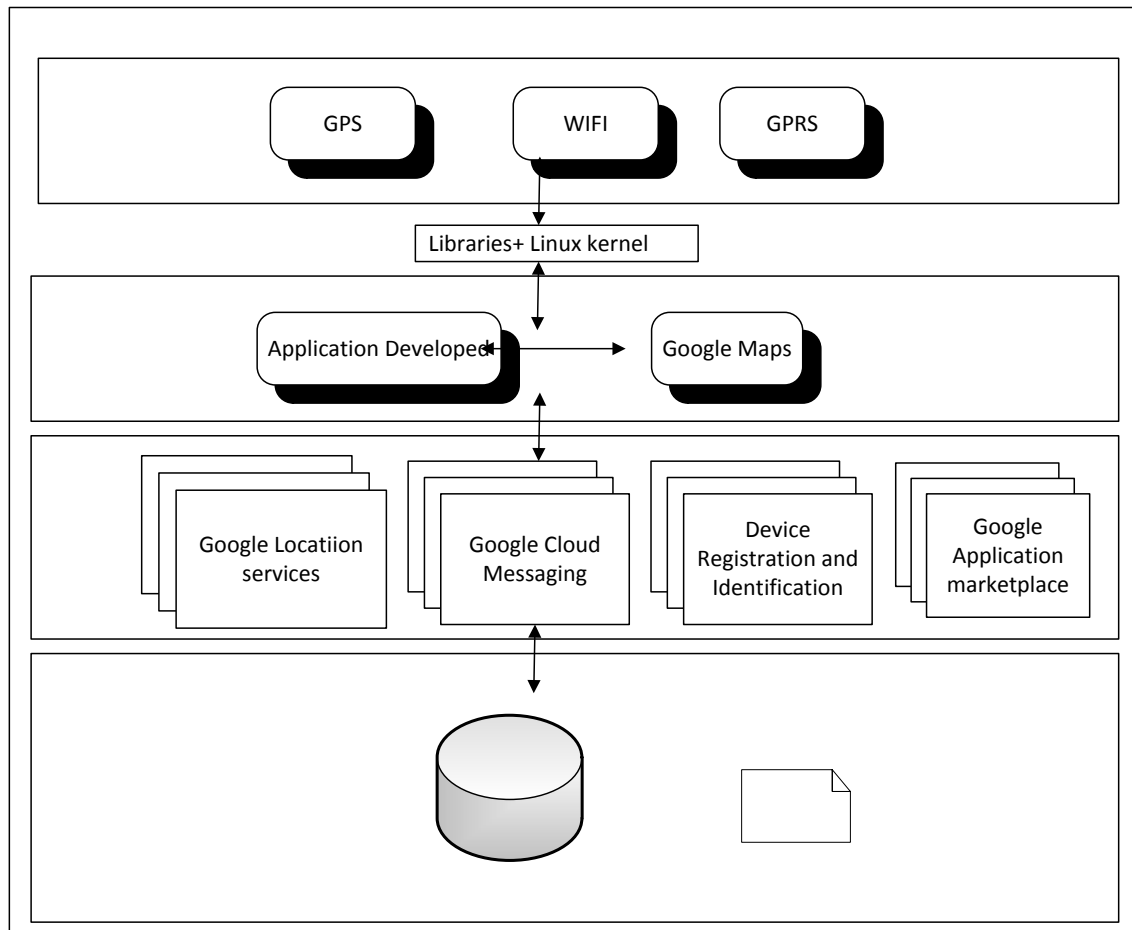 GPS
WIFI
GPRS
Libraries+ Linux kernel
Application Developed
Google Maps
Google Locatiion
services
Google Cloud
Messaging
Device
Registration and
Identification
Google
Application
marketplace